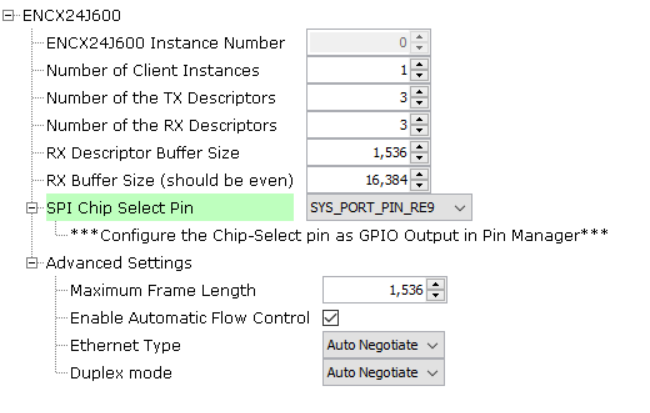 ENCX24J600
ENCX24J600 Instance Number 0
Number of Client Instances 1
Number of the TX Descriptors 3
Number of the RX Descriptors 3
RX Descriptor Buffer Size 1,536
RX Buffer Size (should be even) 16,384
SPI Chip Select Pin SYS_PORT_PIN_RE9
***Configure the Chip-Select pin as GPIO Output in Pin Manager***
Advanced Settings
Maximum Frame Length 1,536
Enable Automatic Flow Control
Ethernet Type Auto Negotiate
Duplex mode Auto Negotiate